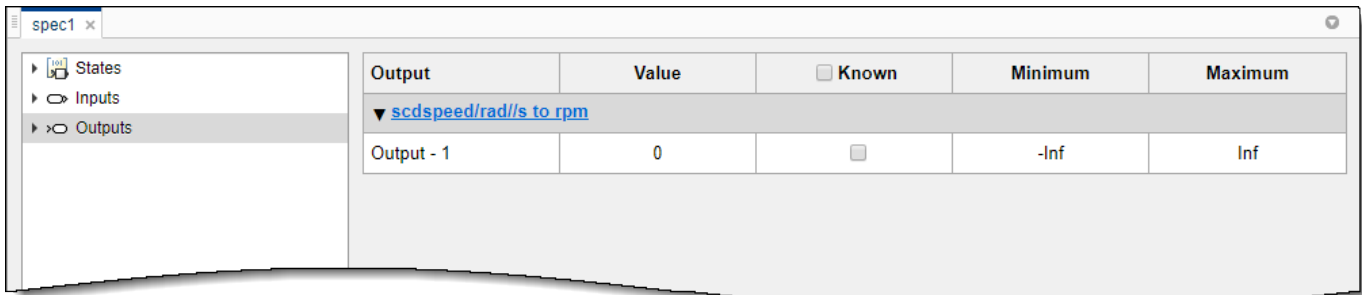 spec1
States
Inputs
Outputs
Output Value Known Minimum Maximum
scdspeed/rad//s to rpm
Output - 1 0 -Inf Inf